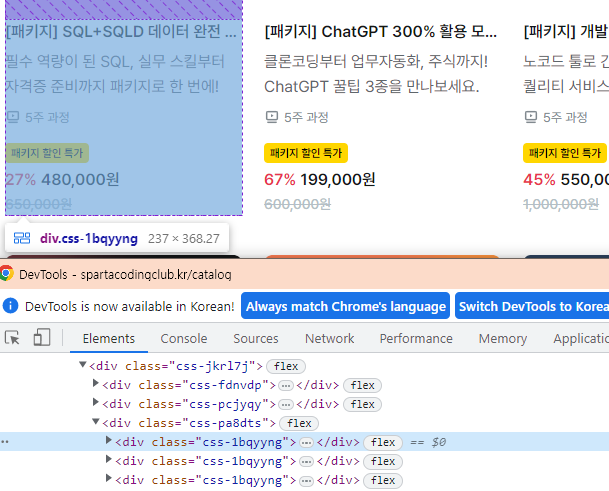 [패키지] SQL+SQLD 데이터 완전 ...
필수 역량이 된 SQL, 실무 스킬부터
자격증 준비까지 패키지로 한 번에!
5주 과정
패키지 할인 특가
27% 480,000원
650,000원
[패키지] ChatGPT 300% 활용 모...
클론코딩부터 업무자동화, 주식까지!
ChatGPT 꿀팁 3종을 만나보세요.
5주 과정
패키지 할인 특가
67% 199,000원
600,000원
[패키지] 개발
노코드 툴로 간
퀄리티 서비스
5주 과정
패키지 할인 특가
45% 550,00
1,000,000원
div.css-1bqyyng 237 × 368.27
DevTools - spartacodingclub.kr/catalog
DevTools is now available in Korean! Always match Chrome's language Switch DevTools to Korea
Elements Console Sources Network Performance Memory Applicati
▼<div class="css-jkrl7j"> flex
▶<div class="css-fdnvdp">⋯</div> flex
▶<div class="css-pcjyqy">⋯</div> flex
▼<div class="css-pa8dts"> flex
▶<div class="css-1bqyyng">⋯</div> flex == $0
▶<div class="css-1bqyyng">⋯</div> flex
▶<div class="css-1bqyyng">⋯</div> flex